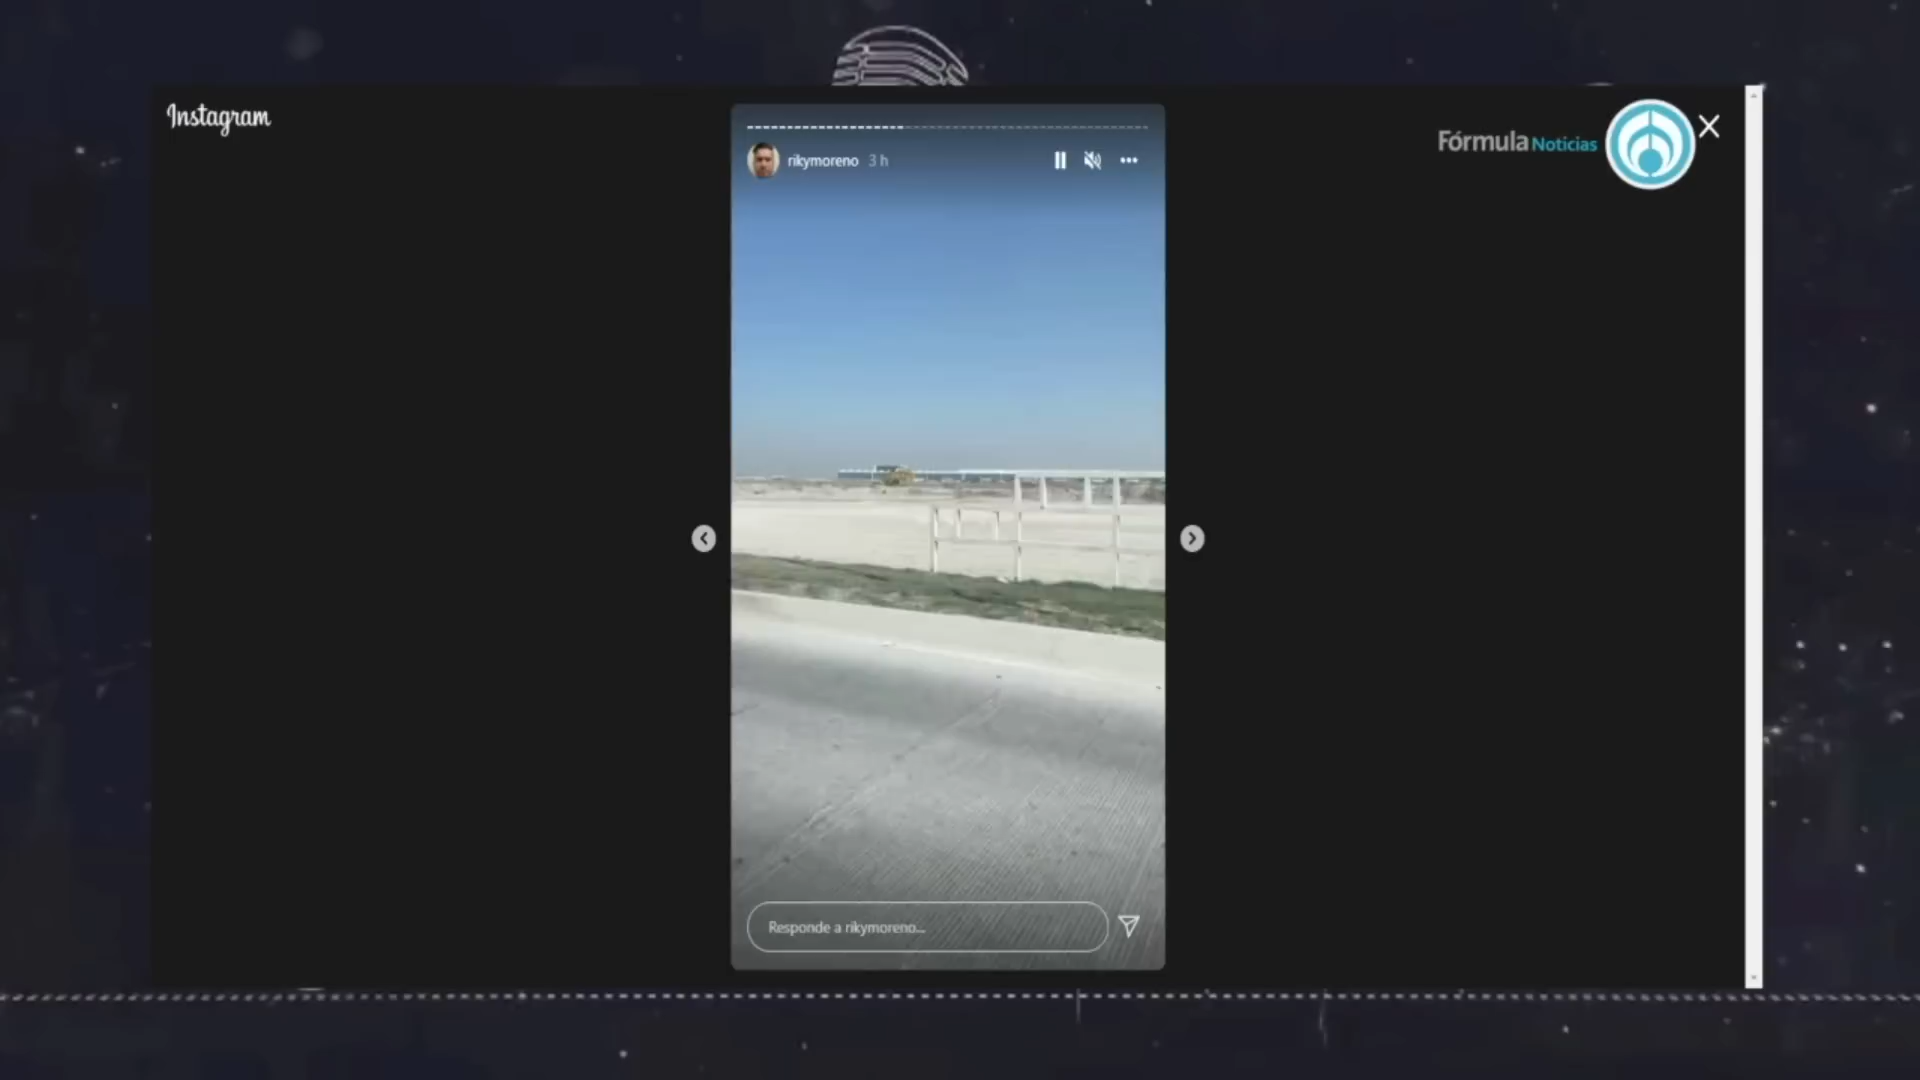 Instagram
Fórmula Noticias
rikymoreno 3 h
Responde a rikymoreno...